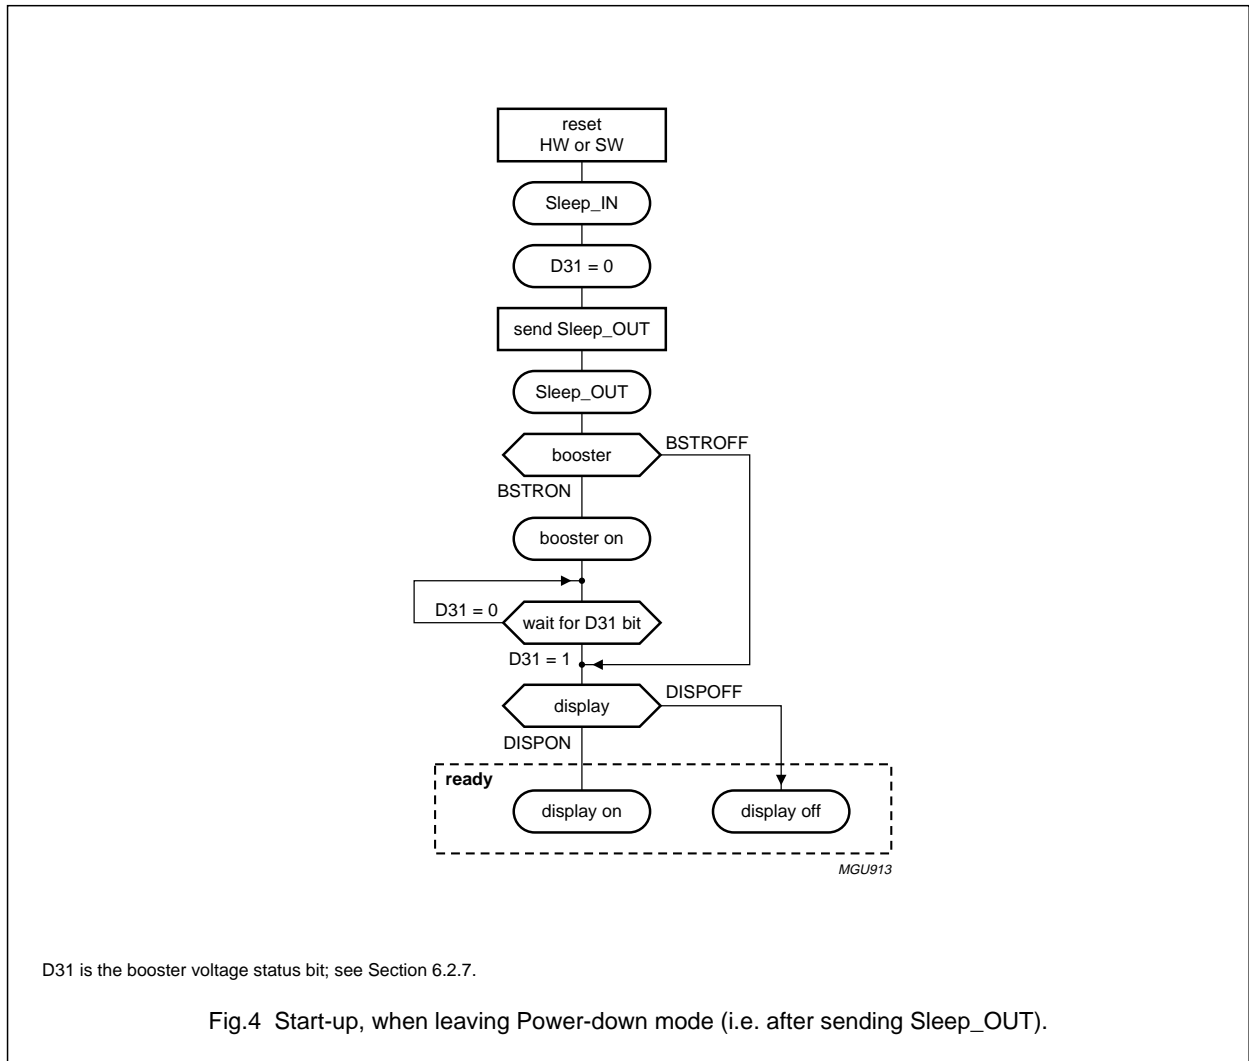 reset
HW or SW
Sleep_IN
D31 = 0
send Sleep_OUT
Sleep_OUT
booster
BSTROFF
BSTRON
booster on
D31 = 0
wait for D31 bit
D31 = 1
display
DISPOFF
DISPON
ready
display on
display off
MGU913
D31 is the booster voltage status bit; see Section 6.2.7.
Fig.4 Start-up, when leaving Power-down mode (i.e. after sending Sleep_OUT).